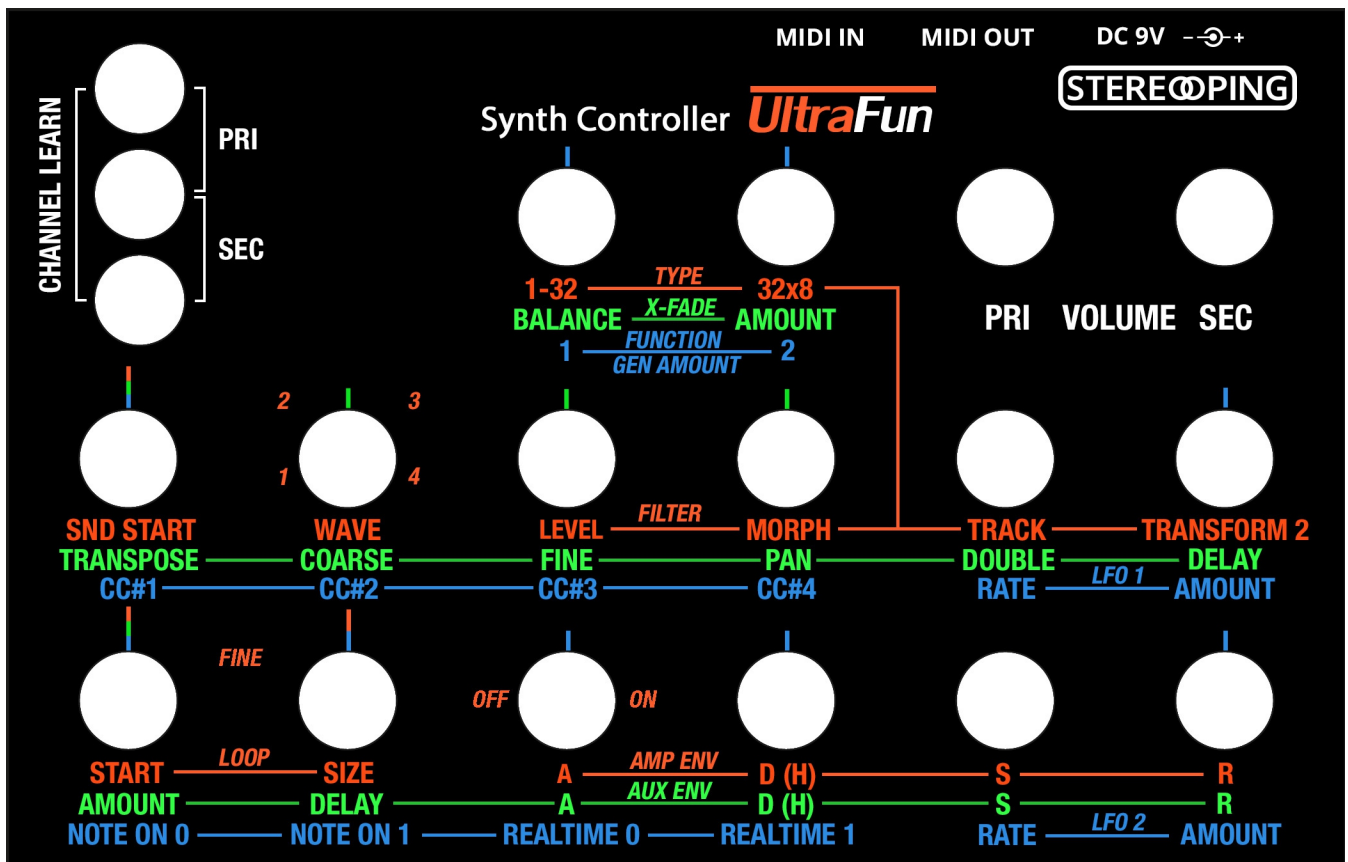 MIDI IN MIDI OUT DC 9V - +
STEREOOPING
Synth Controller UltraFun
CHANNEL LEARN
PRI
SEC
1-32 TYPE 32x8
BALANCE X-FADE AMOUNT
1 FUNCTION 2
GEN AMOUNT
PRI VOLUME SEC
2 3
1 4
SND START WAVE LEVEL FILTER MORPH TRACK TRANSFORM 2
TRANSPOSE COARSE FINE PAN DOUBLE DELAY
CC#1 CC#2 CC#3 CC#4 RATE LFO 1 AMOUNT
FINE
OFF ON
START LOOP SIZE A AMP ENV D (H) S R
AMOUNT DELAY A AUX ENV D (H) S R
NOTE ON 0 NOTE ON 1 REALTIME 0 REALTIME 1 RATE LFO 2 AMOUNT